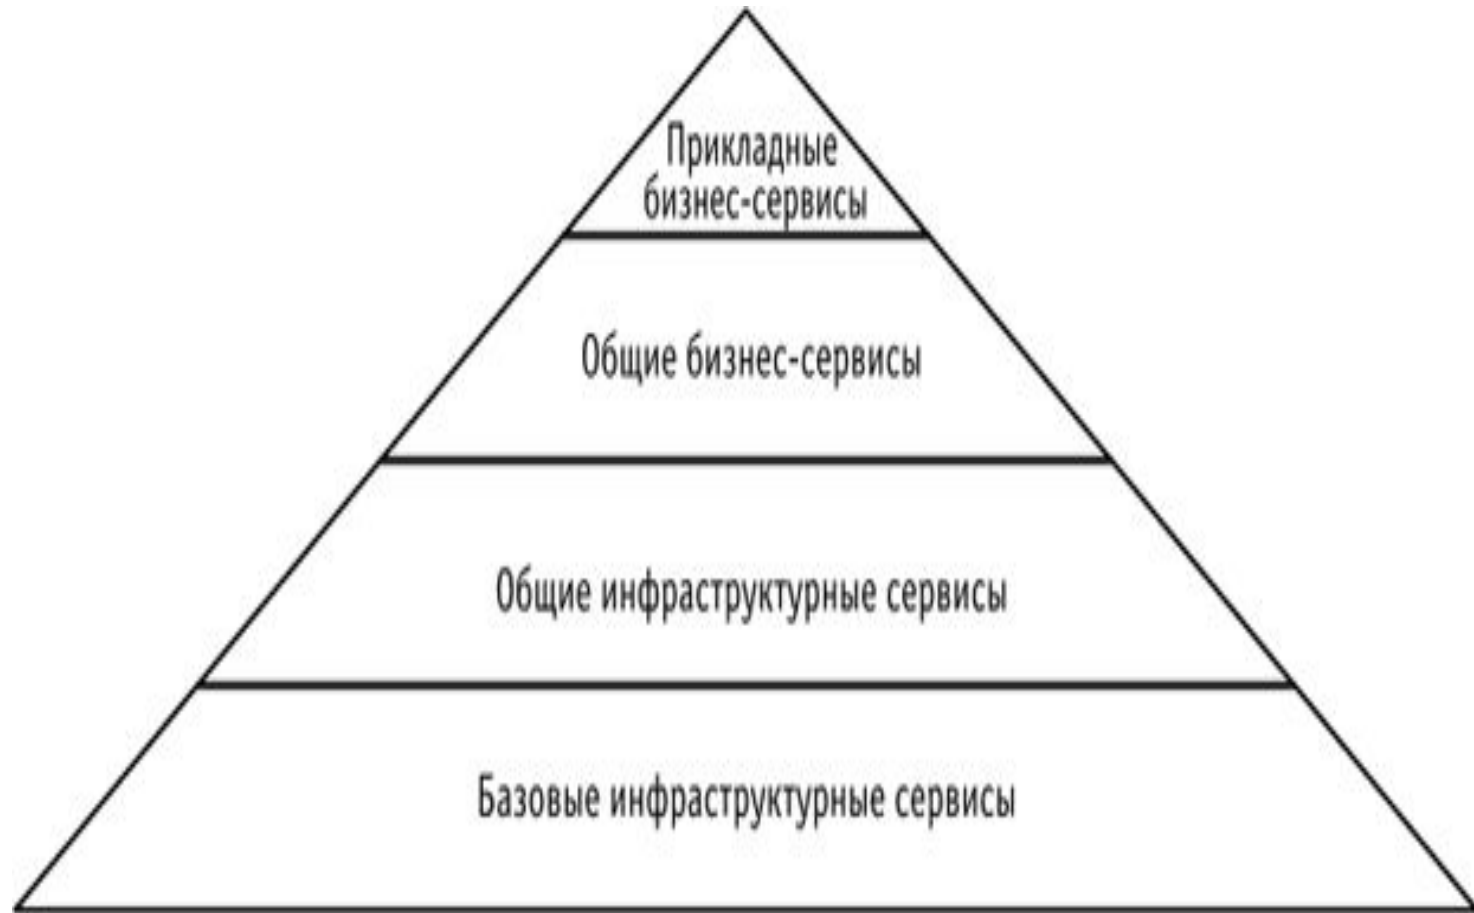 Прикладные
бизнес-сервисы
Общие бизнес-сервисы
Общие инфраструктурные сервисы
Базовые инфраструктурные сервисы